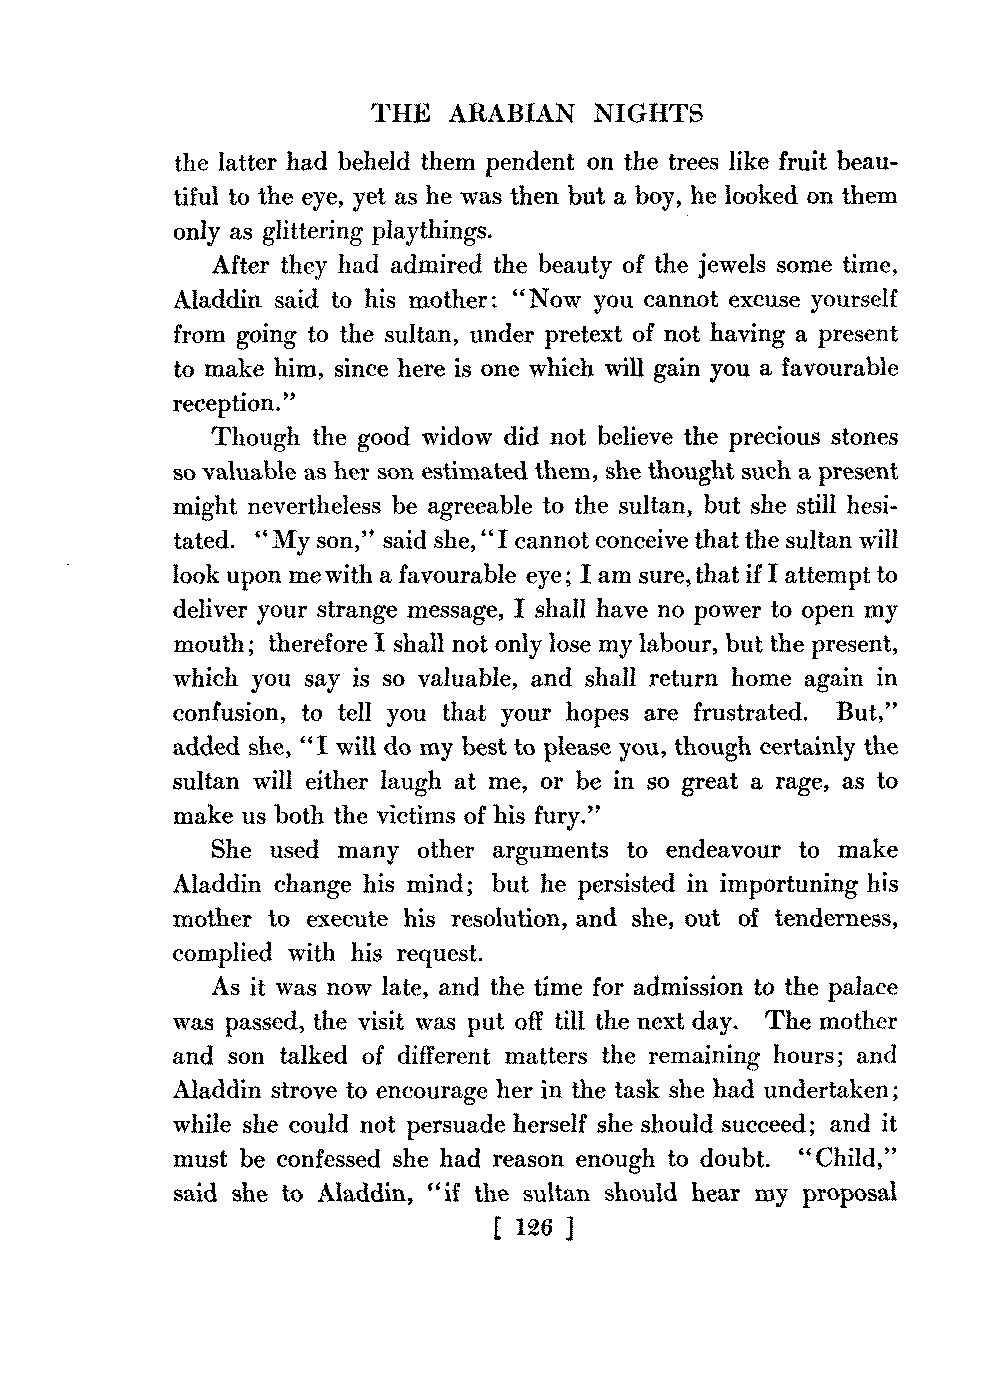 THE ARABIAN NIGHTS
the latter had beheld them pendent on the trees like fruit beau-
tiful to the eye, yet as he was then but a boy, he looked on them
only as glittering playthings.
After they had admired the beauty of the jewels some time,
Aladdin said to his mother: “Now you cannot excuse yourself
from going to the sultan, under pretext of not having a present
to make him, since here is one which will gain you a favourable
reception.”
Though the good widow did not believe the precious stones
so valuable as her son estimated them, she thought such a present
might nevertheless be agreeable to the sultan, but she still hesi-
tated. “My son,” said she, “I cannot conceive that the sultan will
look upon me with a favourable eye; I am sure, that if I attempt to
deliver your strange message, I shall have no power to open my
mouth; therefore I shall not only lose my labour, but the present,
which you say is so valuable, and shall return home again in
confusion, to tell you that your hopes are frustrated. But,”
added she, “I will do my best to please you, though certainly the
sultan will either laugh at me, or be in so great a rage, as to
make us both the victims of his fury.”
She used many other arguments to endeavour to make
Aladdin change his mind; but he persisted in importuning his
mother to execute his resolution, and she, out of tenderness,
complied with his request.
As it was now late, and the time for admission to the palace
was passed, the visit was put off till the next day. The mother
and son talked of different matters the remaining hours; and
Aladdin strove to encourage her in the task she had undertaken;
while she could not persuade herself she should succeed; and it
must be confessed she had reason enough to doubt. “Child,”
said she to Aladdin, “if the sultan should hear my proposal
[ 126 ]